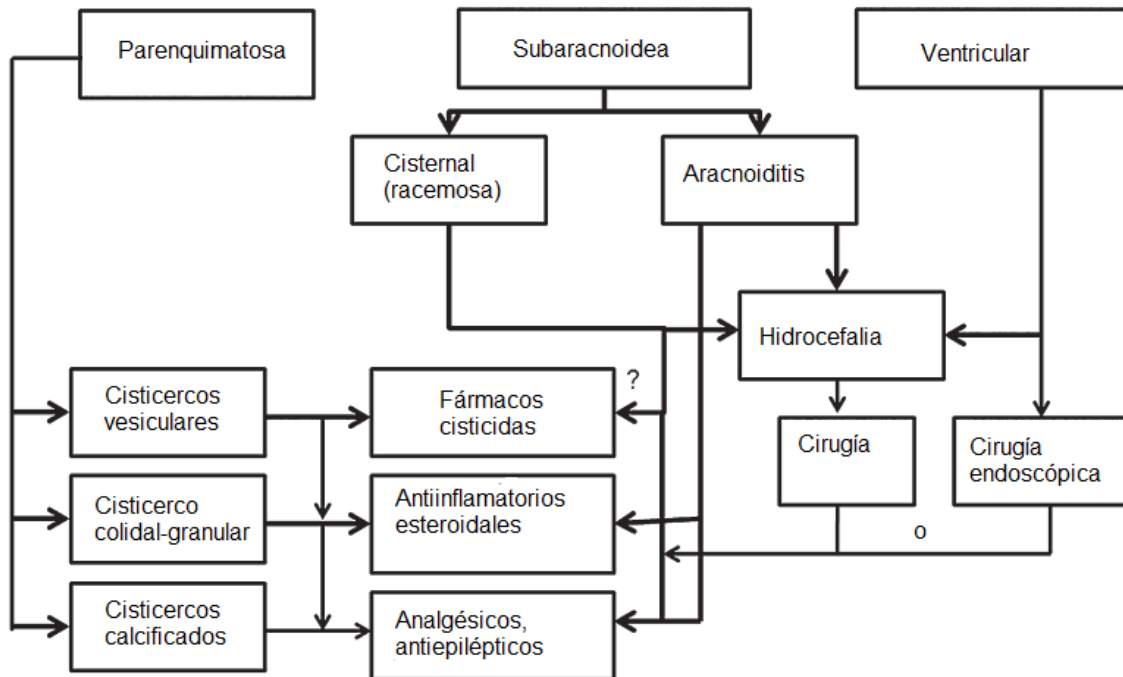 Parenquimatosa
Subaracnoidea
Ventricular
Cisternal
(racemosa)
Aracnoiditis
Hidrocefalia
?
Cisticercos
vesiculares
Fármacos
cisticidas
Cirugía
Cirugía
endoscópica
Cisticerco
colidal-granular
Antiinflamatorios
esteroidales
o
Cisticercos
calcificados
Analgésicos,
antiepilépticos